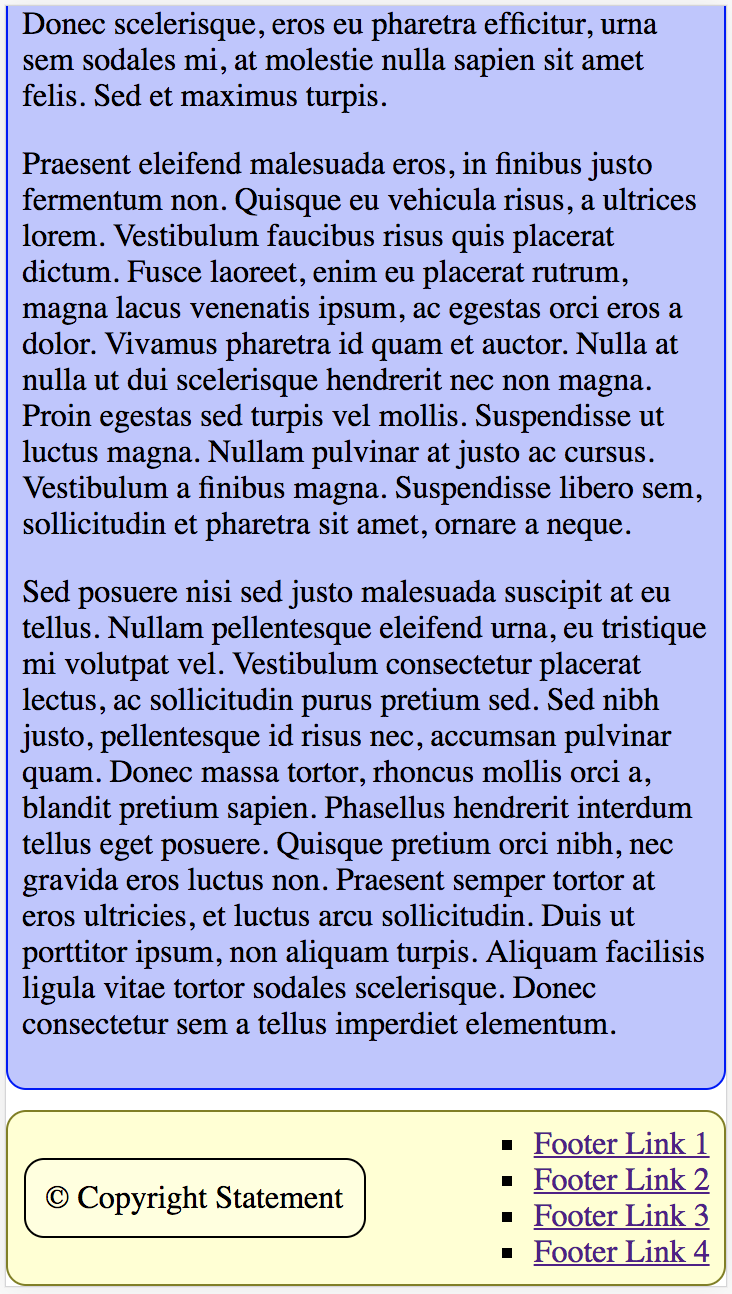 Donec scelerisque, eros eu pharetra efficitur, urna
sem sodales mi, at molestie nulla sapien sit amet
felis. Sed et maximus turpis.
Praesent eleifend malesuada eros, in finibus justo
fermentum non. Quisque eu vehicula risus, a ultrices
lorem. Vestibulum faucibus risus quis placerat
dictum. Fusce laoreet, enim eu placerat rutrum,
magna lacus venenatis ipsum, ac egestas orci eros a
dolor. Vivamus pharetra id quam et auctor. Nulla at
nulla ut dui scelerisque hendrerit nec non magna.
Proin egestas sed turpis vel mollis. Suspendisse ut
luctus magna. Nullam pulvinar at justo ac cursus.
Vestibulum a finibus magna. Suspendisse libero sem,
sollicitudin et pharetra sit amet, ornare a neque.
Sed posuere nisi sed justo malesuada suscipit at eu
tellus. Nullam pellentesque eleifend urna, eu tristique
mi volutpat vel. Vestibulum consectetur placerat
lectus, ac sollicitudin purus pretium sed. Sed nibh
justo, pellentesque id risus nec, accumsan pulvinar
quam. Donec massa tortor, rhoncus mollis orci a,
blandit pretium sapien. Phasellus hendrerit interdum
tellus eget posuere. Quisque pretium orci nibh, nec
gravida eros luctus non. Praesent semper tortor at
eros ultricies, et luctus arcu sollicitudin. Duis ut
porttitor ipsum, non aliquam turpis. Aliquam facilisis
ligula vitae tortor sodales scelerisque. Donec
consectetur sem a tellus imperdiet elementum.
© Copyright Statement
Footer Link 1
Footer Link 2
Footer Link 3
Footer Link 4